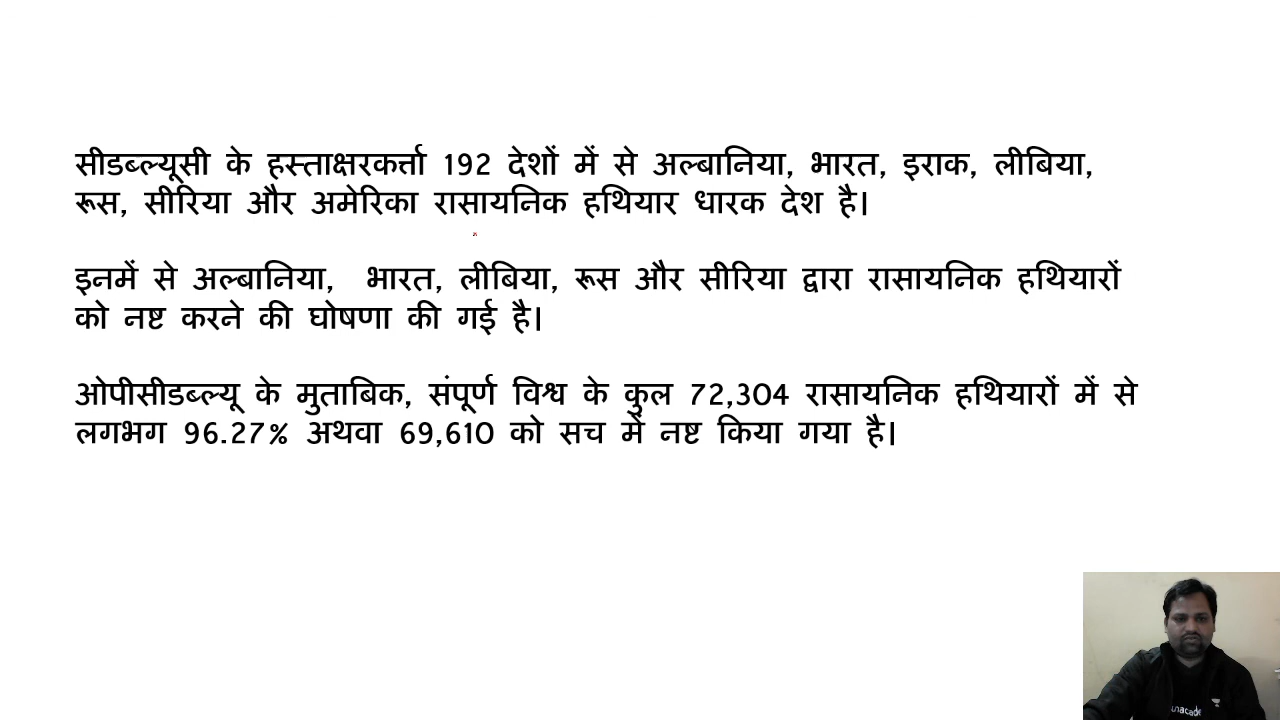 सीडब्ल्यूसी के हस्ताक्षरकर्त्ता 192 देशों में से अल्बानिया, भारत, इराक, लीबिया,
रूस, सीरिया और अमेरिका रासायनिक हथियार धारक देश है।
इनमें से अल्बानिया, भारत, लीबिया, रूस और सीरिया द्वारा रासायनिक हथियारों
को नष्ट करने की घोषणा की गई है।
ओपीसीडब्ल्यू के मुताबिक, संपूर्ण विश्व के कुल 72,304 रासायनिक हथियारों में से
लगभग 96.27% अथवा 69,610 को सच में नष्ट किया गया है।